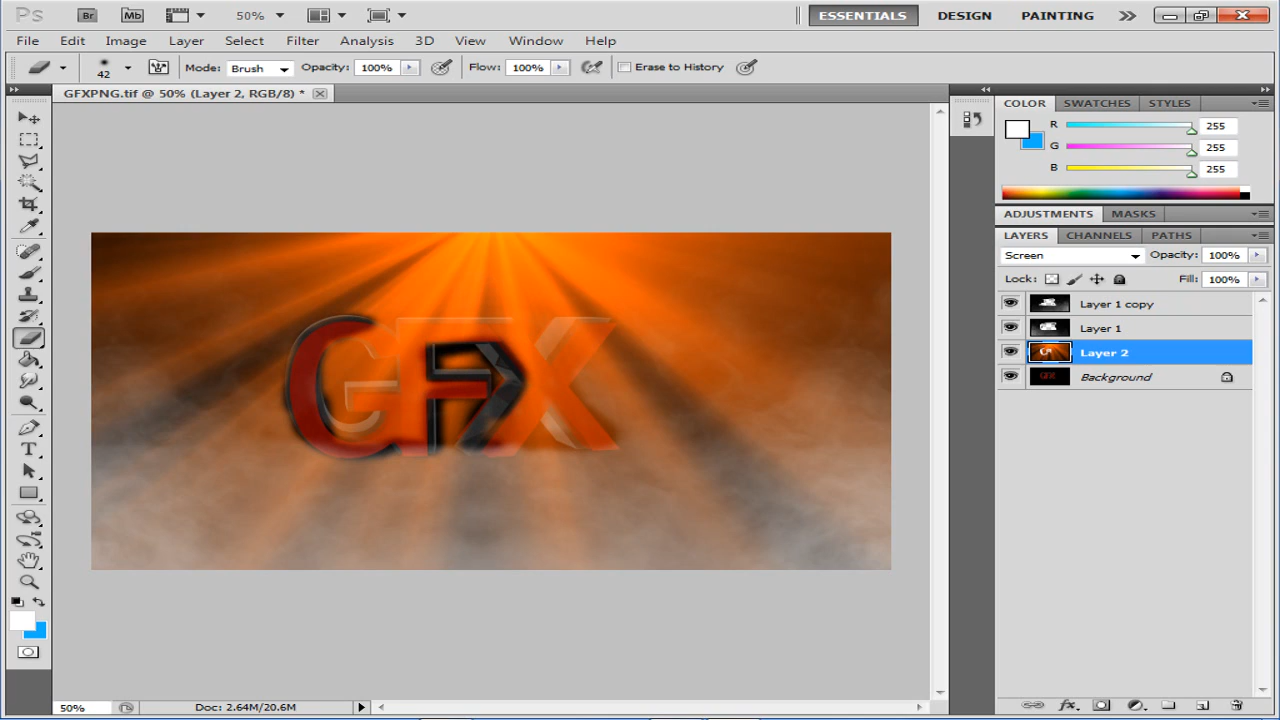 Ps Br Mb 50% ESSENTIALS DESIGN PAINTING
File Edit Image Layer Select Filter Analysis 3D View Window Help
42 Mode: Brush Opacity: 100% Flow: 100% Erase to History
GFXPNG.tif @ 50% (Layer 2, RGB/8) *
COLOR SWATCHES STYLES
R 255
G 255
B 255
ADJUSTMENTS MASKS
LAYERS CHANNELS PATHS
Screen Opacity: 100%
Lock: Fill: 100%
Layer 1 copy
Layer 1
Layer 2
Background
GFX
T
50% Doc: 2.64M/20.6M
fx